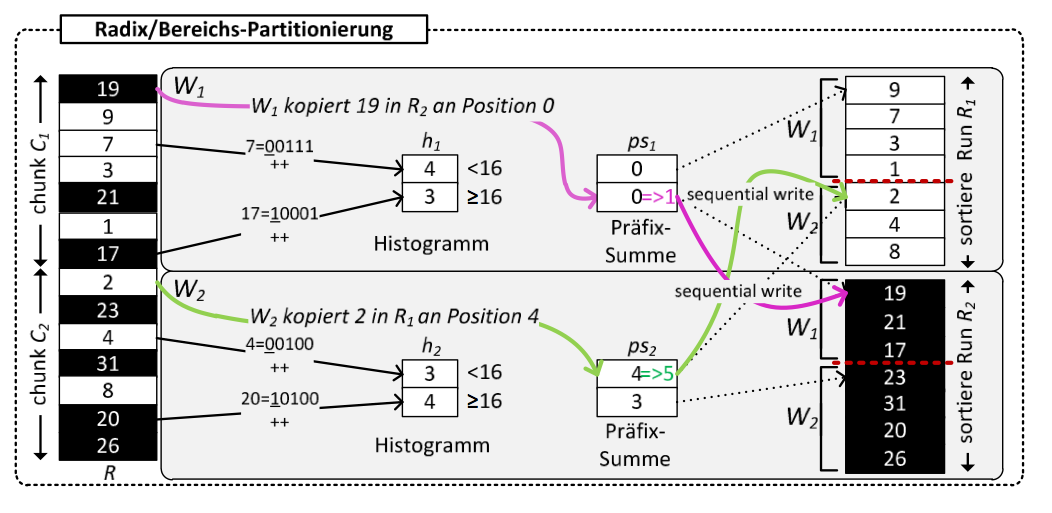 Radix/Bereichs-Partitionierung
chunk C1
19
9
7
3
21
1
17
chunk C2
2
23
4
31
8
20
26
R
W1
W1 kopiert 19 in R2 an Position 0
7=00111
++
17=10001
++
h1
4 <16
3 ≥16
Histogramm
ps1
0
0=>1
Präfix-
Summe
sequential write
W1
9
7
3
1
W2
2
4
8
sortiere Run R1
W2
W2 kopiert 2 in R1 an Position 4
4=00100
++
20=10100
++
h2
3 <16
4 ≥16
Histogramm
ps2
4=>5
3
Präfix-
Summe
sequential write
W1
19
21
17
W2
23
31
20
26
sortiere Run R2